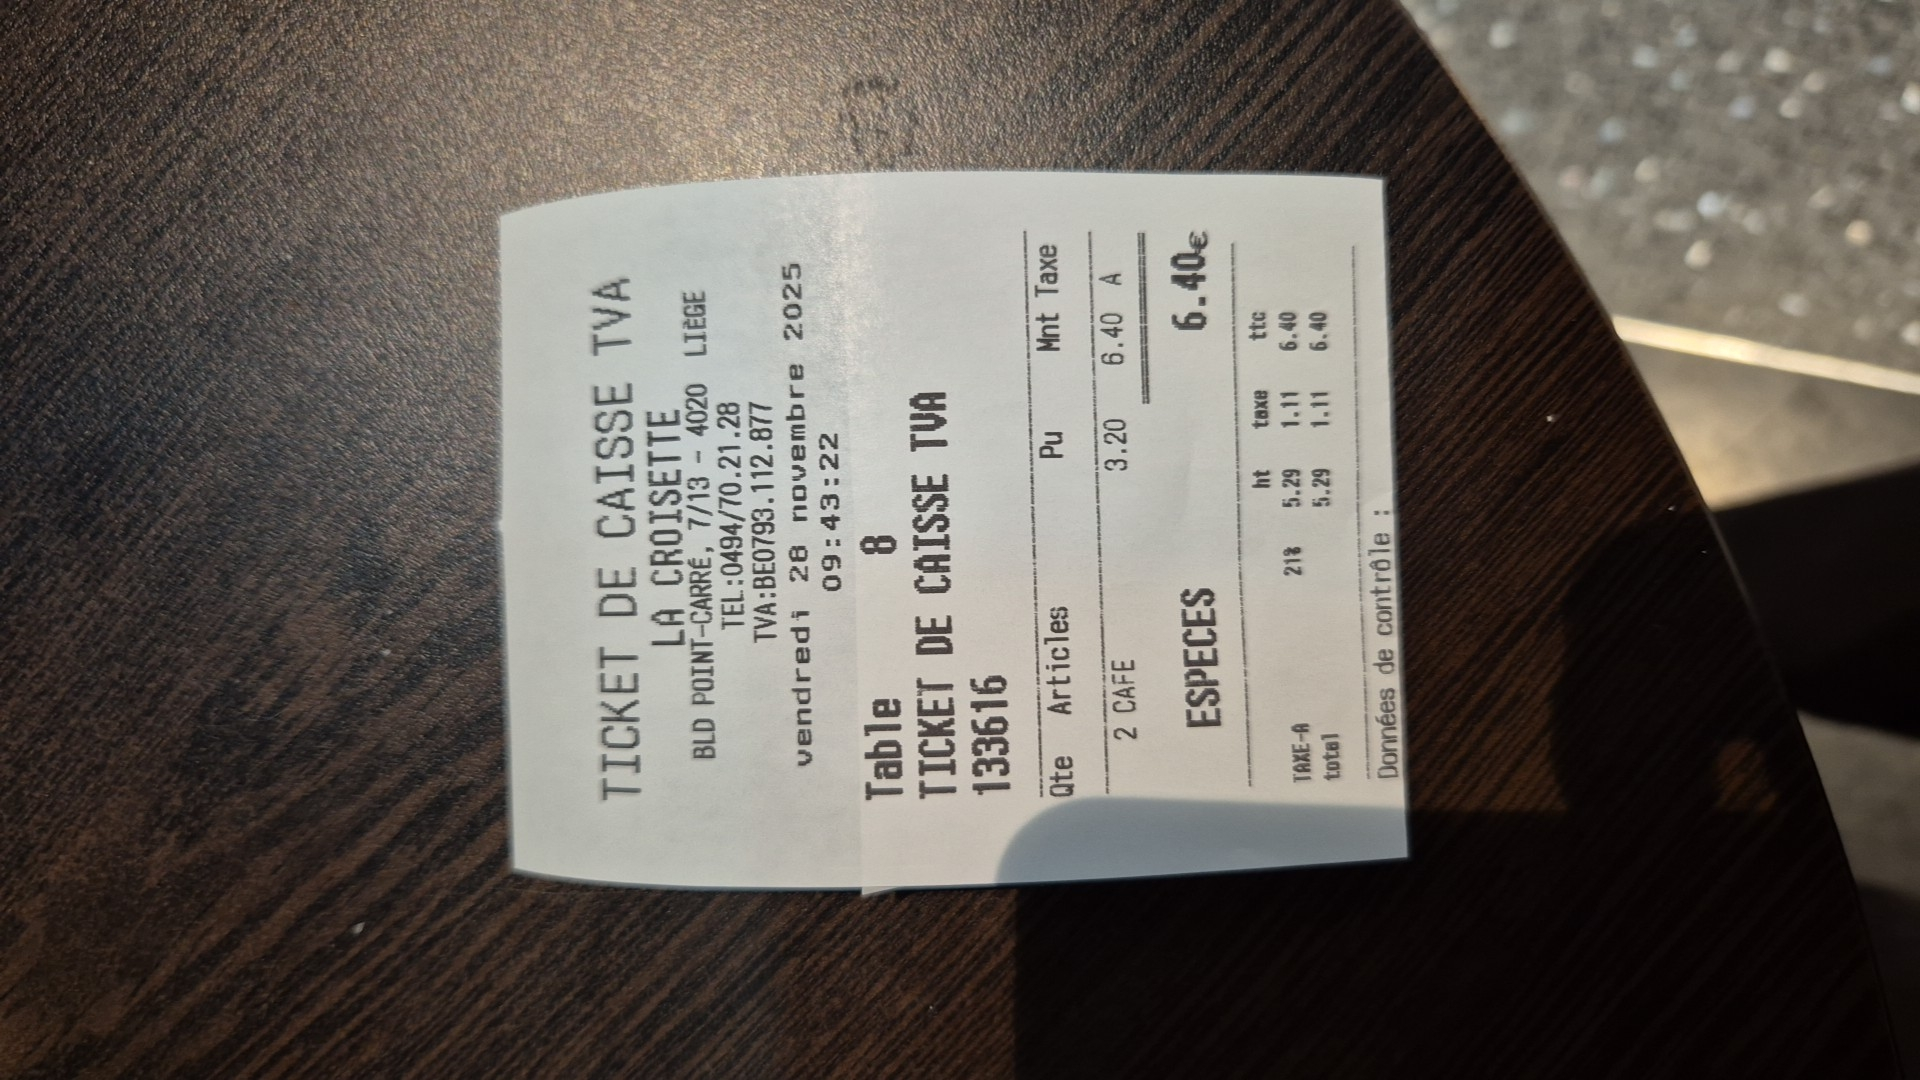 TICKET DE CAISSE TVA
LA CROISETTE
BLD POINT-CARRÉ, 7/13 - 4020 LIEGE
TEL:0494/70.21.28
TVA:BE0793.112.877
vendredi 28 novembre 2025
09:43:22
Table 8
TICKET DE CAISSE TVA
133616
Qte Articles Pu Mnt Taxe
2 CAFE 3.20 6.40 A
ESPECES 6.40€
ht taxe ttc
TAXE-A 21% 5.29 1.11 6.40
total 5.29 1.11 6.40
Données de contrôle :